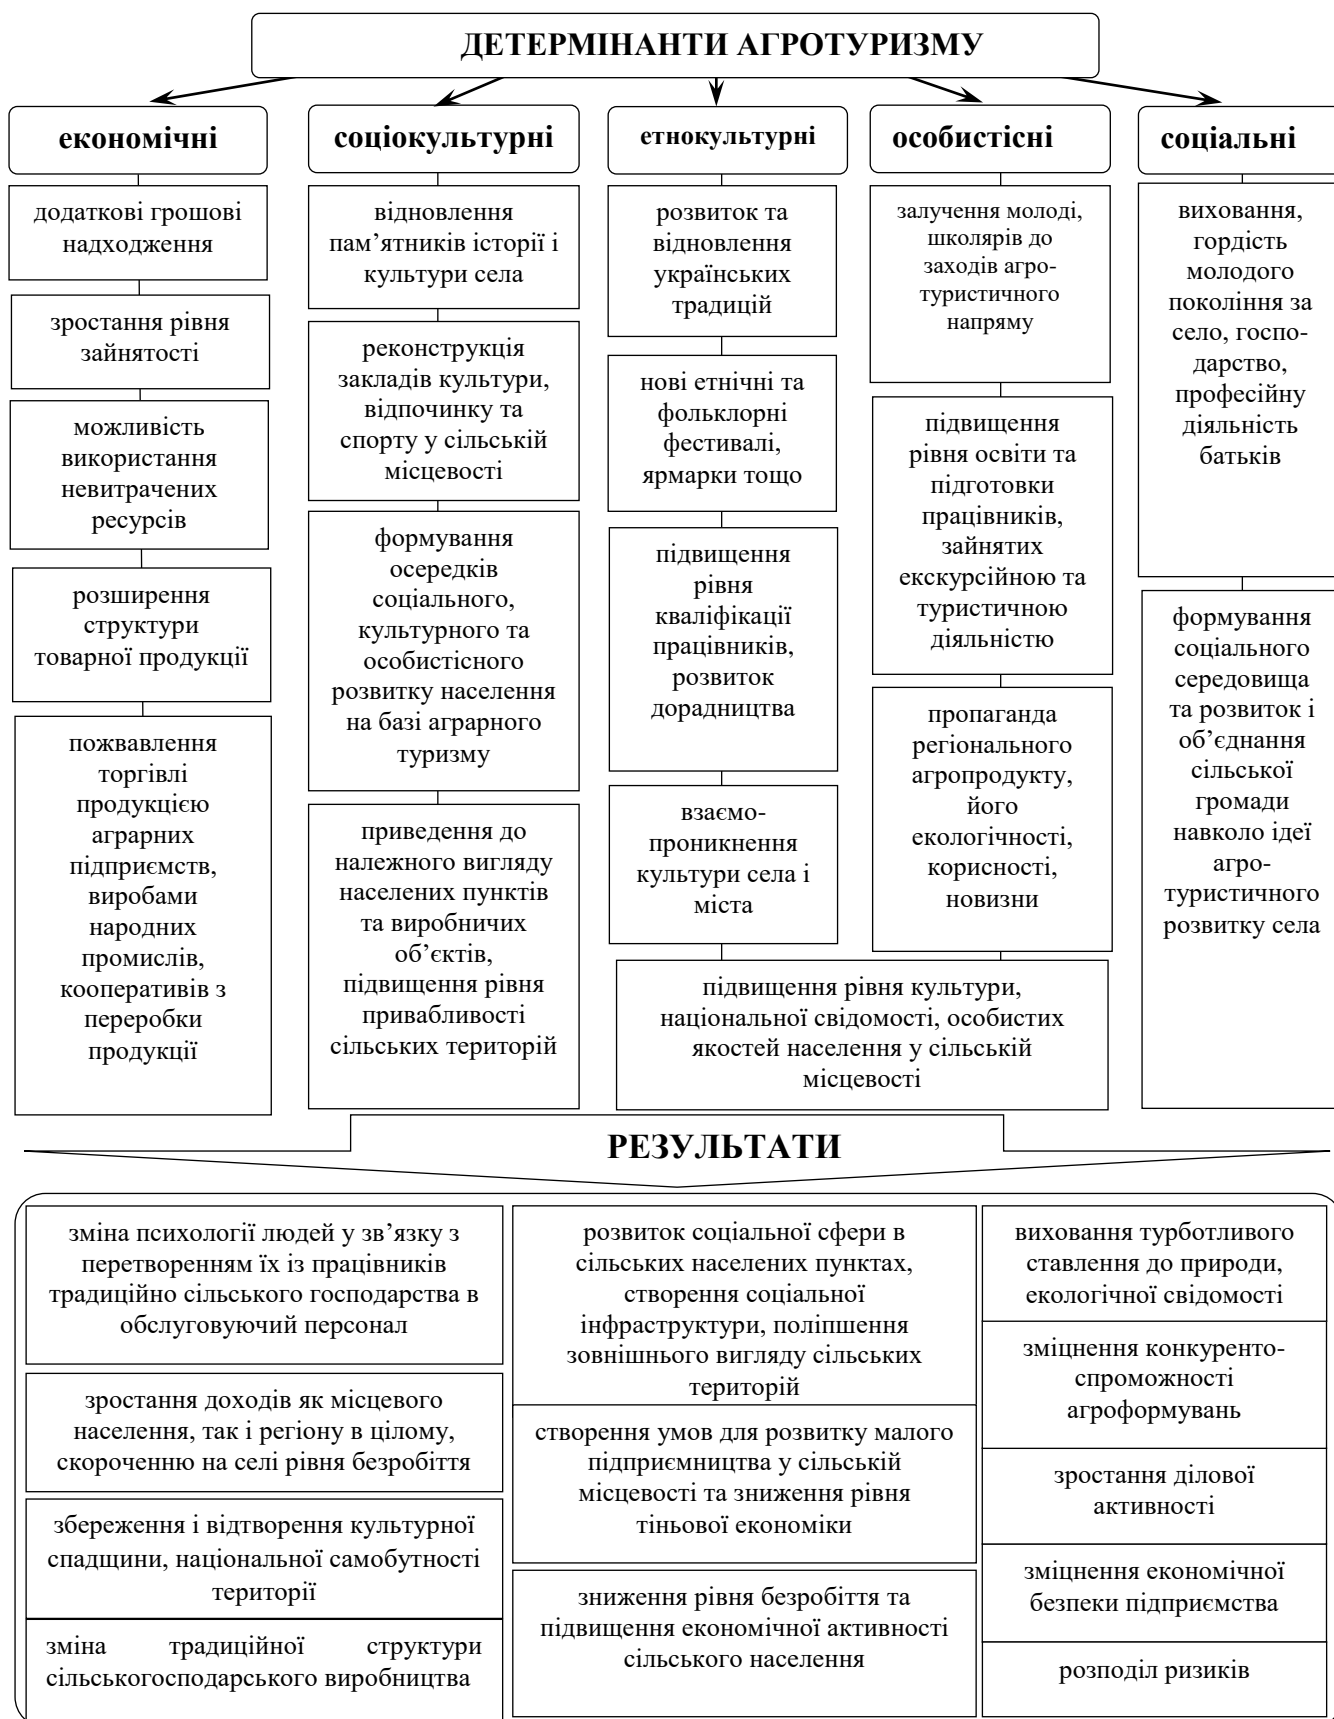 ДЕТЕРМІНАНТИ АГРОТУРИЗМУ
економічні
додаткові грошові
надходження
зростання рівня
зайнятості
можливість
використання
невитрачених
ресурсів
розширення
структури
товарної продукції
пожвавлення
торгівлі
продукцією
аграрних
підприємств,
виробами
народних
промислів,
кооперативів з
переробки
продукції
соціокультурні
відновлення
пам’ятників історії і
культури села
реконструкція
закладів культури,
відпочинку та
спорту у сільській
місцевості
формування
осередків
соціального,
культурного та
особистісного
розвитку населення
на базі аграрного
туризму
приведення до
належного вигляду
населених пунктів
та виробничих
об’єктів,
підвищення рівня
привабливості
сільських територій
етнокультурні
розвиток та
відновлення
українських
традицій
нові етнічні та
фольклорні
фестивалі,
ярмарки тощо
підвищення
рівня
кваліфікації
працівників,
розвиток
дорадництва
взаємо-
проникнення
культури села і
міста
особистісні
залучення молоді,
школярів до
заходів агро-
туристичного
напряму
підвищення
рівня освіти та
підготовки
працівників,
зайнятих
екскурсійною та
туристичною
діяльністю
пропаганда
регіонального
агропродукту,
його
екологічності,
корисності,
новизни
підвищення рівня культури,
національної свідомості, особистих
якостей населення у сільській
місцевості
соціальні
виховання,
гордість
молодого
покоління за
село, госпо-
дарство,
професійну
діяльність
батьків
формування
соціального
середовища
та розвиток і
об’єднання
сільської
громади
навколо ідеї
агро-
туристичного
розвитку села
РЕЗУЛЬТАТИ
зміна психології людей у зв’язку з
перетворенням їх із працівників
традиційно сільського господарства в
обслуговуючий персонал
зростання доходів як місцевого
населення, так і регіону в цілому,
скороченню на селі рівня безробіття
збереження і відтворення культурної
спадщини, національної самобутності
території
зміна традиційної структури
сільськогосподарського виробництва
розвиток соціальної сфери в
сільських населених пунктах,
створення соціальної
інфраструктури, поліпшення
зовнішнього вигляду сільських
територій
створення умов для розвитку малого
підприємництва у сільській
місцевості та зниження рівня
тіньової економіки
зниження рівня безробіття та
підвищення економічної активності
сільського населення
виховання турботливого
ставлення до природи,
екологічної свідомості
зміцнення конкуренто-
спроможності
агроформувань
зростання ділової
активності
зміцнення економічної
безпеки підприємства
розподіл ризиків